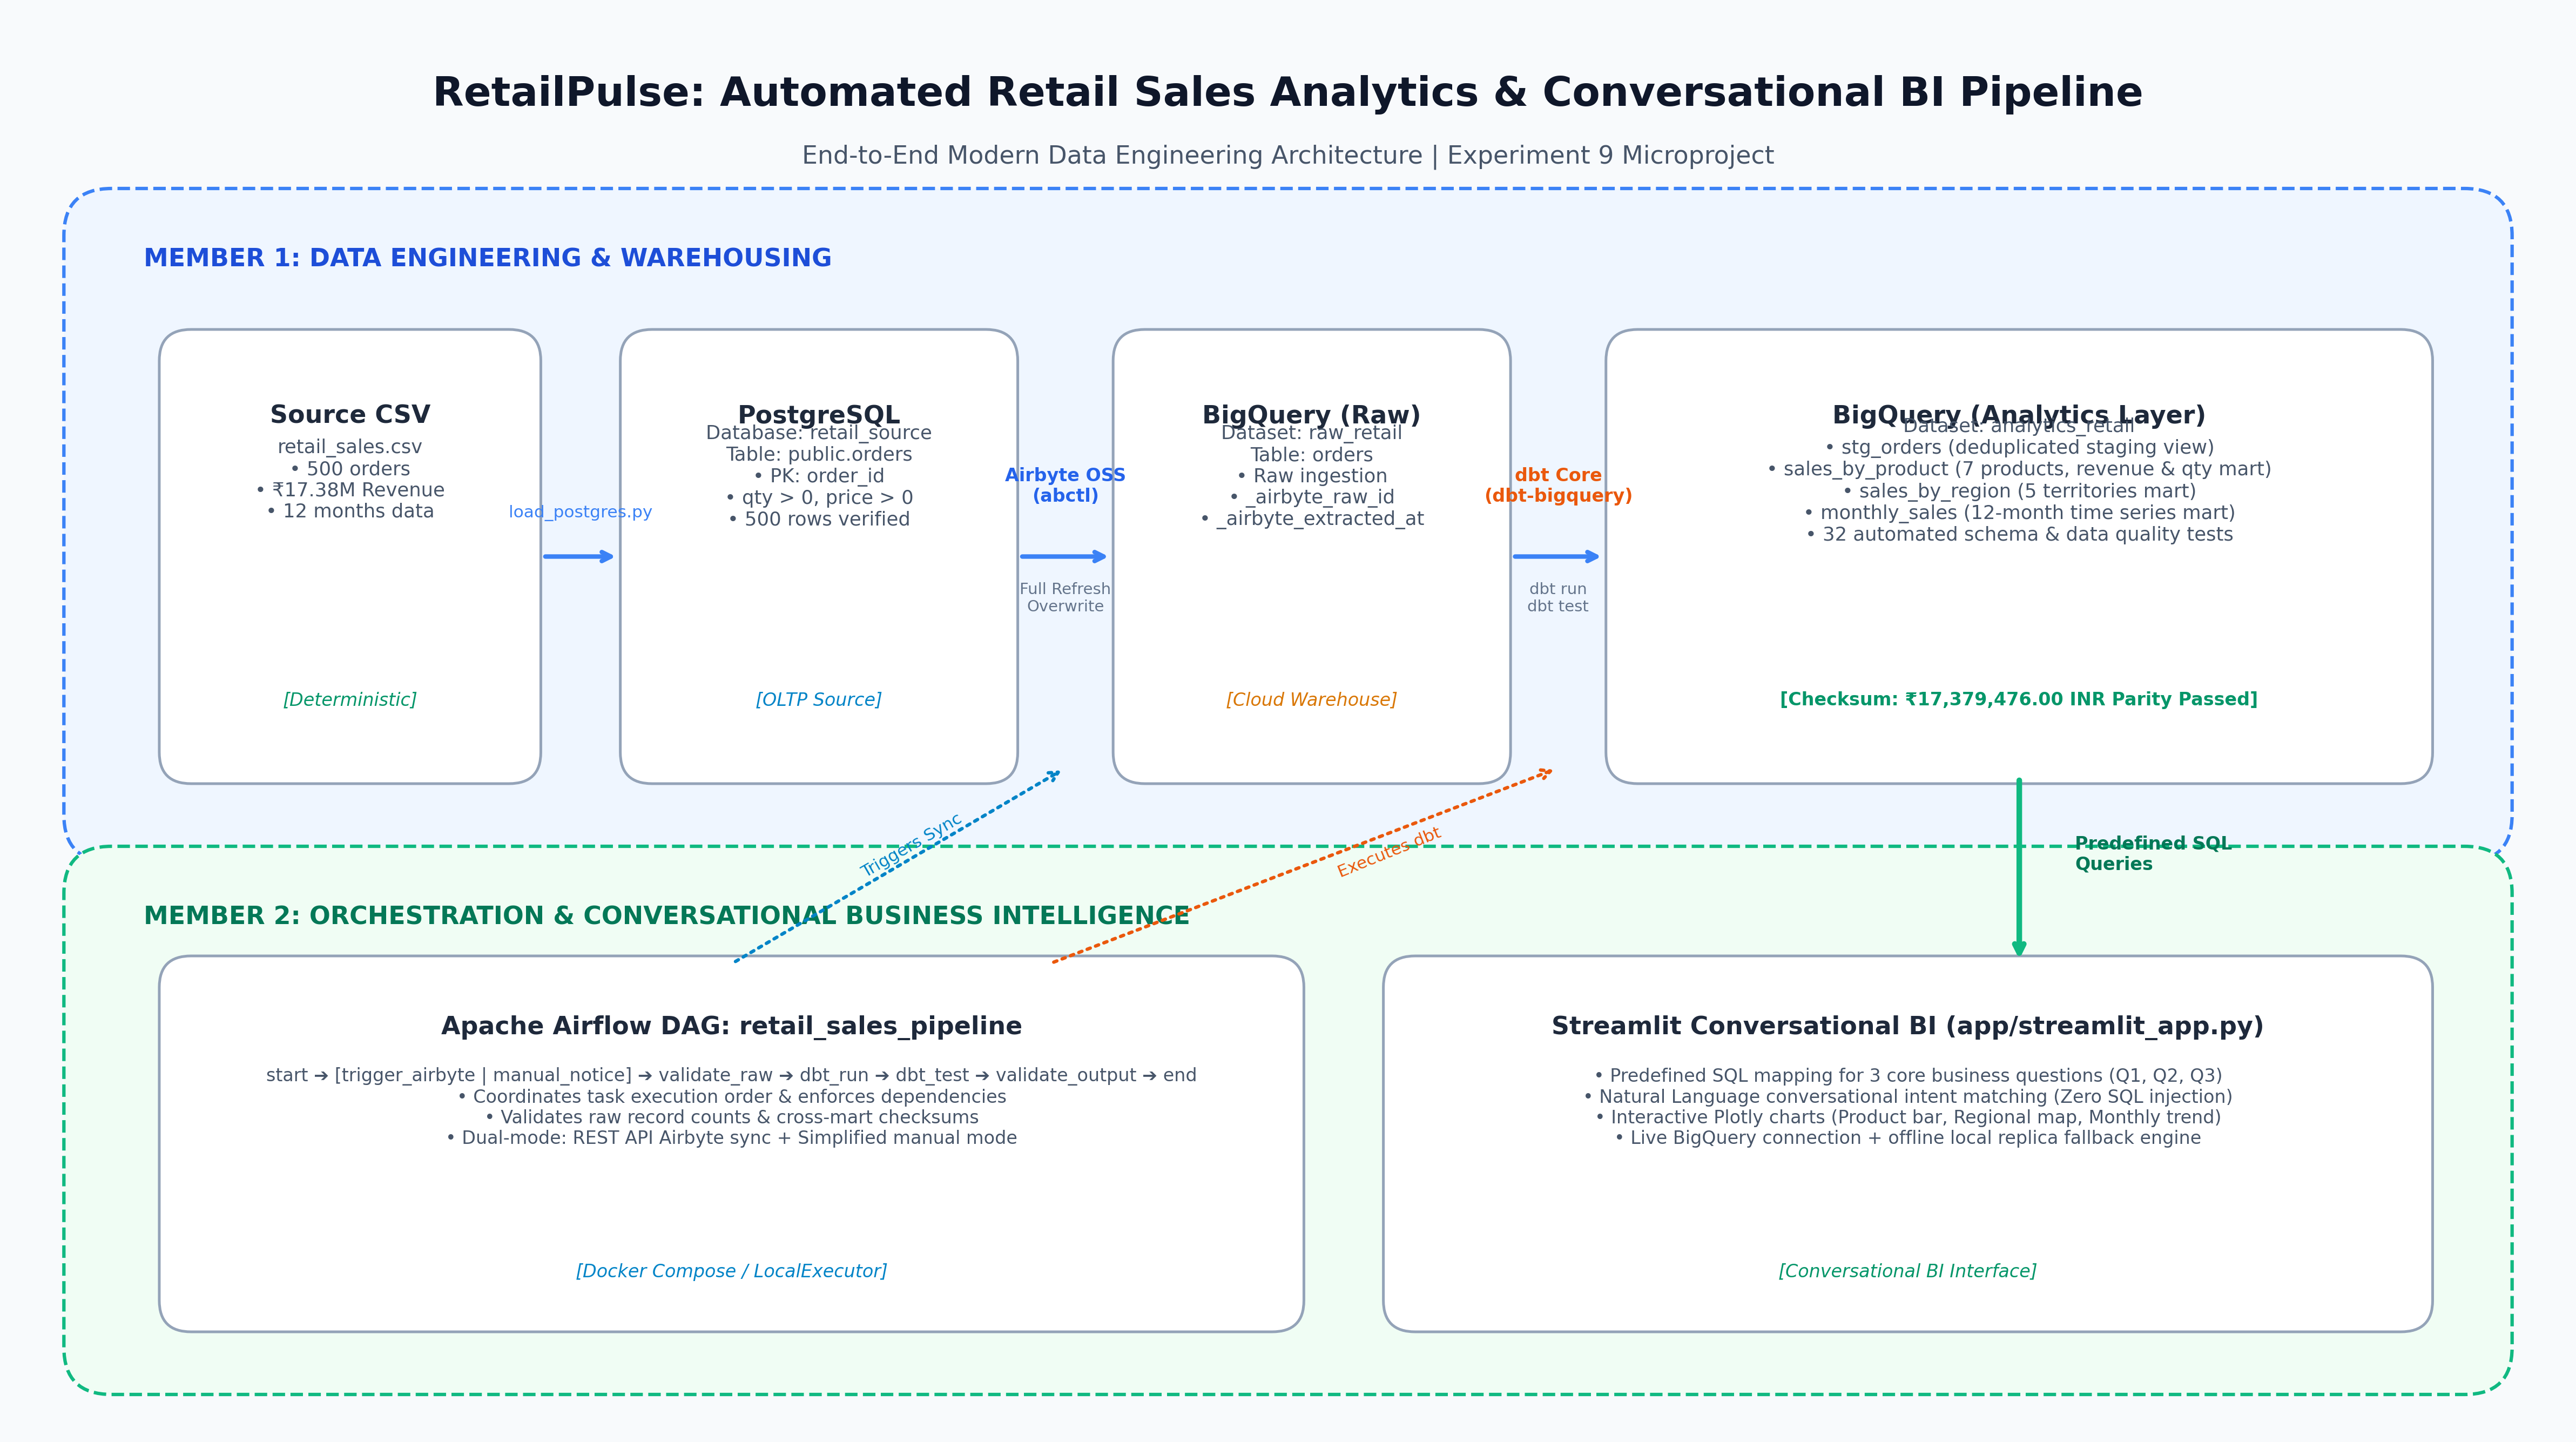 RetailPulse: Automated Retail Sales Analytics & Conversational BI Pipeline
End-to-End Modern Data Engineering Architecture | Experiment 9 Microproject
MEMBER 1: DATA ENGINEERING & WAREHOUSING
Source CSV
retail_sales.csv
• 500 orders
• ₹17.38M Revenue
• 12 months data
[Deterministic]
load_postgres.py
PostgreSQL
Database: retail_source
Table: public.orders
• PK: order_id
• qty > 0, price > 0
• 500 rows verified
[OLTP Source]
Airbyte OSS
(abctl)
Full Refresh
Overwrite
BigQuery (Raw)
Dataset: raw_retail
Table: orders
• Raw ingestion
• _airbyte_raw_id
• _airbyte_extracted_at
[Cloud Warehouse]
dbt Core
(dbt-bigquery)
dbt run
dbt test
BigQuery (Analytics Layer)
Dataset: analytics_retail
• stg_orders (deduplicated staging view)
• sales_by_product (7 products, revenue & qty mart)
• sales_by_region (5 territories mart)
• monthly_sales (12-month time series mart)
• 32 automated schema & data quality tests
[Checksum: ₹17,379,476.00 INR Parity Passed]
Triggers Sync
Executes dbt
Predefined SQL
Queries
MEMBER 2: ORCHESTRATION & CONVERSATIONAL BUSINESS INTELLIGENCE
Apache Airflow DAG: retail_sales_pipeline
start ➔ [trigger_airbyte | manual_notice] ➔ validate_raw ➔ dbt_run ➔ dbt_test ➔ validate_output ➔ end
• Coordinates task execution order & enforces dependencies
• Validates raw record counts & cross-mart checksums
• Dual-mode: REST API Airbyte sync + Simplified manual mode
[Docker Compose / LocalExecutor]
Streamlit Conversational BI (app/streamlit_app.py)
• Predefined SQL mapping for 3 core business questions (Q1, Q2, Q3)
• Natural Language conversational intent matching (Zero SQL injection)
• Interactive Plotly charts (Product bar, Regional map, Monthly trend)
• Live BigQuery connection + offline local replica fallback engine
[Conversational BI Interface]